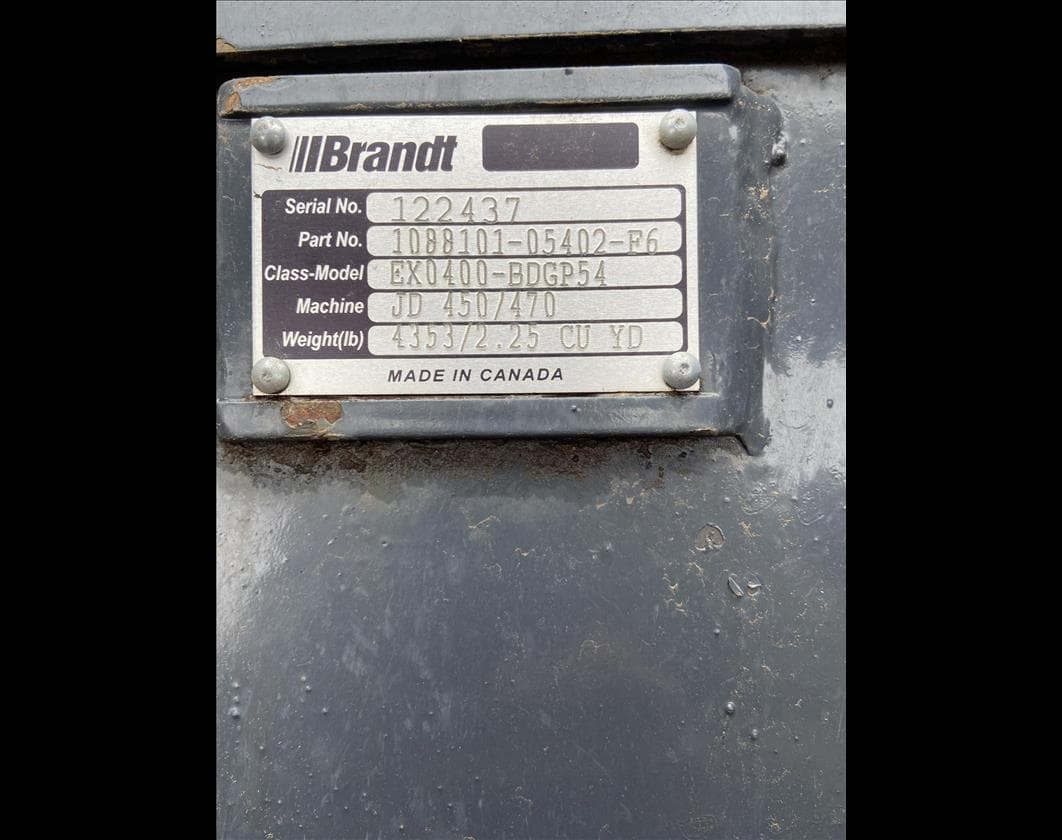 Brandt
Serial No. 122437
Part No. 1088101-05402-F6
Class-Model EX0400-BDGP54
Machine JD 450/470
Weight(lb) 4353/2.25 CU YD
MADE IN CANADA